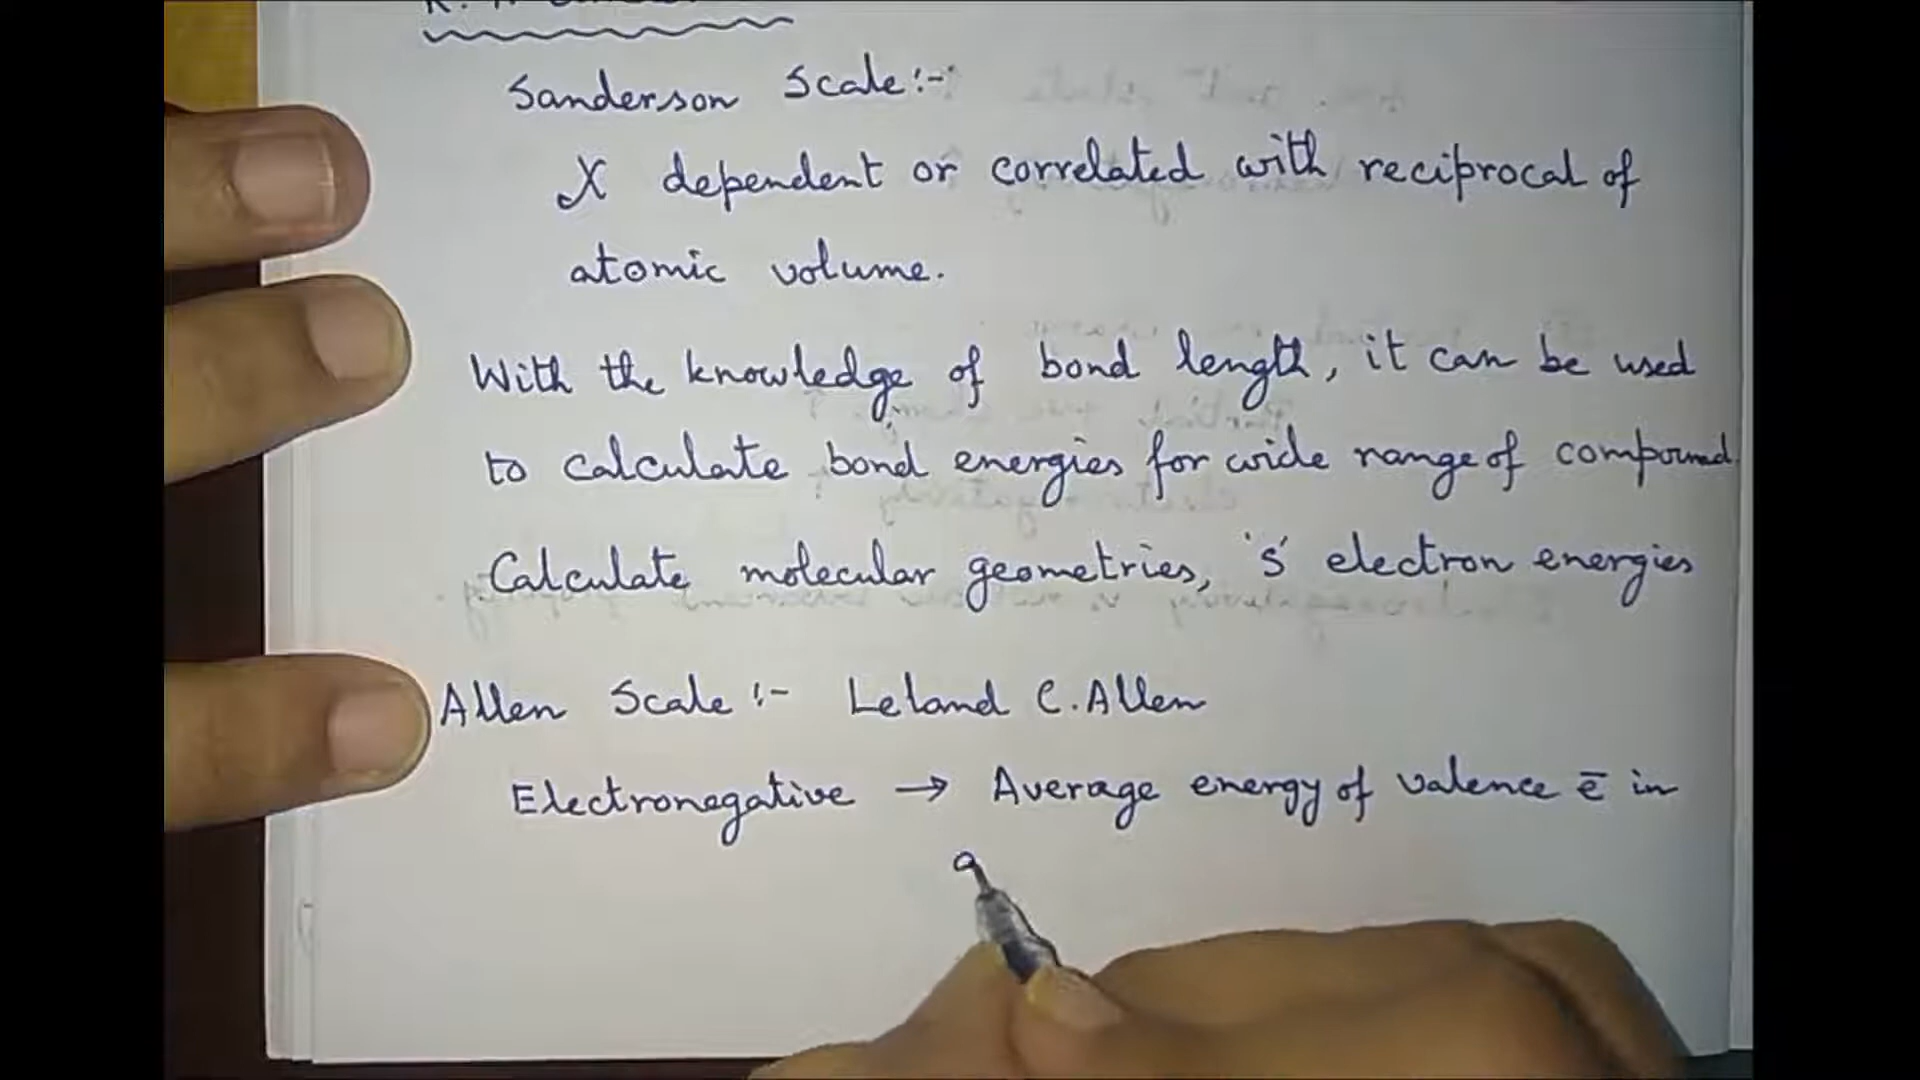 Sanderson Scale:-
X dependent or correlated with reciprocal of
atomic volume.
With the knowledge of bond length, it can be used
to calculate bond energies for wide range of compound
Calculate molecular geometries, 's' electron energies
Allen Scale :- Leland C. Allen
Electronegative → Average energy of valence ē in
a